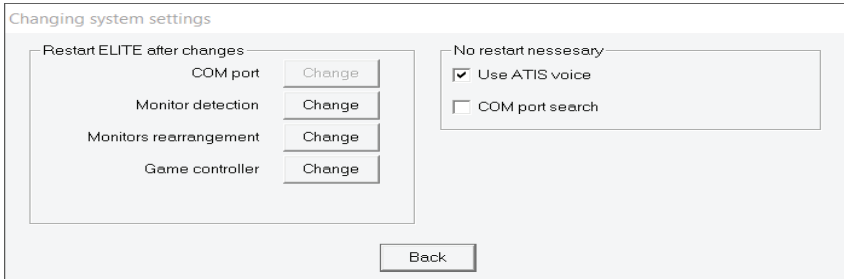 Changing system settings
Restart ELITE after changes
COM port Change
Monitor detection Change
Monitors rearrangement Change
Game controller Change
No restart nessesary
Use ATIS voice
COM port search
Back